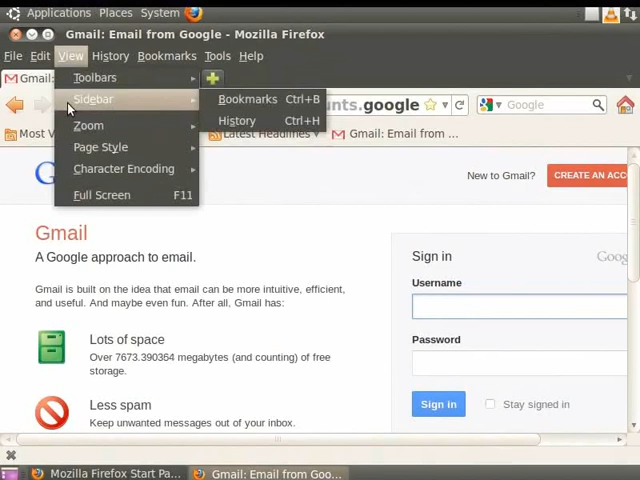 Applications Places System
Gmail: Email from Google - Mozilla Firefox
File Edit View History Bookmarks Tools Help
Gmail:
Toolbars
Sidebar
Bookmarks Ctrl+B
unts.google
Google
Zoom
History Ctrl+H
Most V
Latest Headlines
Gmail: Email from ...
Page Style
Character Encoding
Full Screen F11
New to Gmail?
CREATE AN ACCO
Gmail
A Google approach to email.
Gmail is built on the idea that email can be more intuitive, efficient,
and useful. And maybe even fun. After all, Gmail has:
Lots of space
Over 7673.390364 megabytes (and counting) of free
storage.
Less spam
Keep unwanted messages out of your inbox.
Sign in
Goog
Username
Password
Sign in
Stay signed in
Mozilla Firefox Start Pa...
Gmail: Email from Goo...